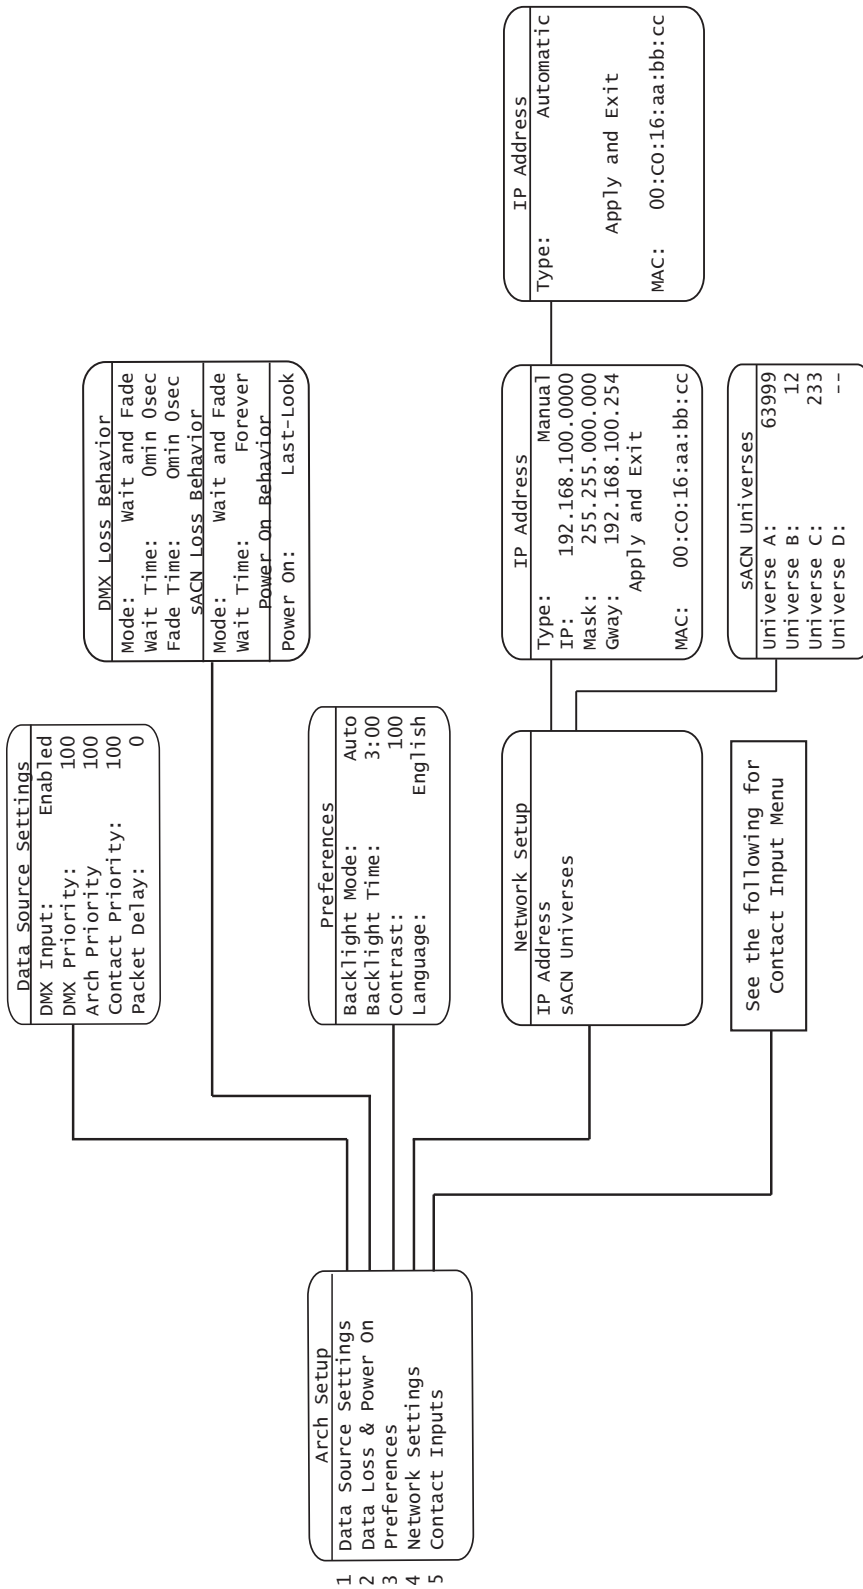 Arch Setup
1 Data Source Settings
2 Data Loss & Power On
3 Preferences
4 Network Settings
5 Contact Inputs
Data Source Settings
DMX Input: Enabled
DMX Priority: 100
Arch Priority 100
Contact Priority: 100
Packet Delay: 0
DMX Loss Behavior
Mode: Wait and Fade
Wait Time: 0min 0sec
Fade Time: 0min 0sec
sACN Loss Behavior
Mode: Wait and Fade
Wait Time: Forever
Power On Behavior
Power On: Last-Look
Preferences
Backlight Mode: Auto
Backlight Time: 3:00
Contrast: 100
Language: English
Network Setup
IP Address
sACN Universes
IP Address
Type: Manual
IP: 192.168.100.0000
Mask: 255.255.000.000
Gway: 192.168.100.254
Apply and Exit
MAC: 00:C0:16:aa:bb:cc
IP Address
Type: Automatic
Apply and Exit
MAC: 00:C0:16:aa:bb:cc
sACN Universes
Universe A: 63999
Universe B: 12
Universe C: 233
Universe D: --
See the following for
Contact Input Menu